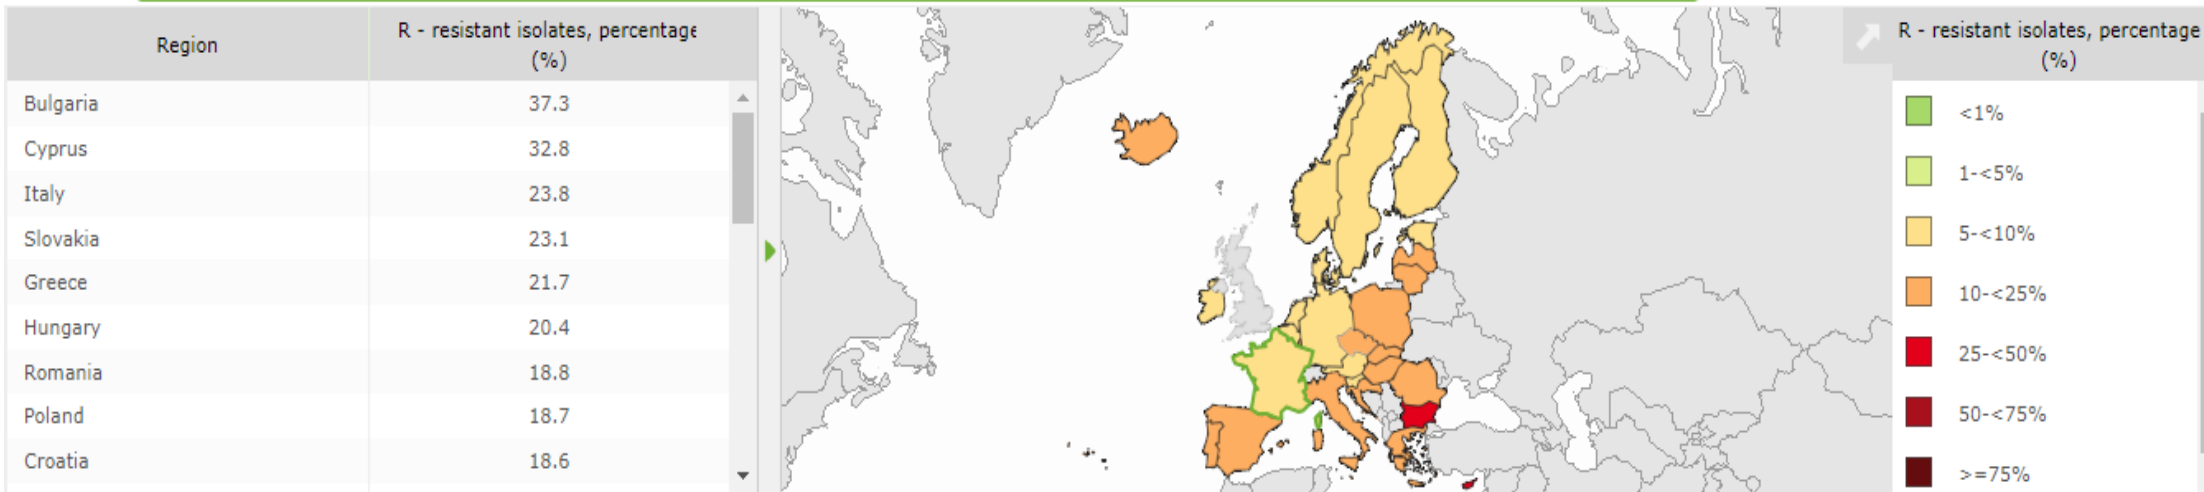 Region
R - resistant isolates, percentage
(%)
Bulgaria 37.3
Cyprus 32.8
Italy 23.8
Slovakia 23.1
Greece 21.7
Hungary 20.4
Romania 18.8
Poland 18.7
Croatia 18.6
R - resistant isolates, percentage
(%)
<1%
1-<5%
5-<10%
10-<25%
25-<50%
50-<75%
>=75%